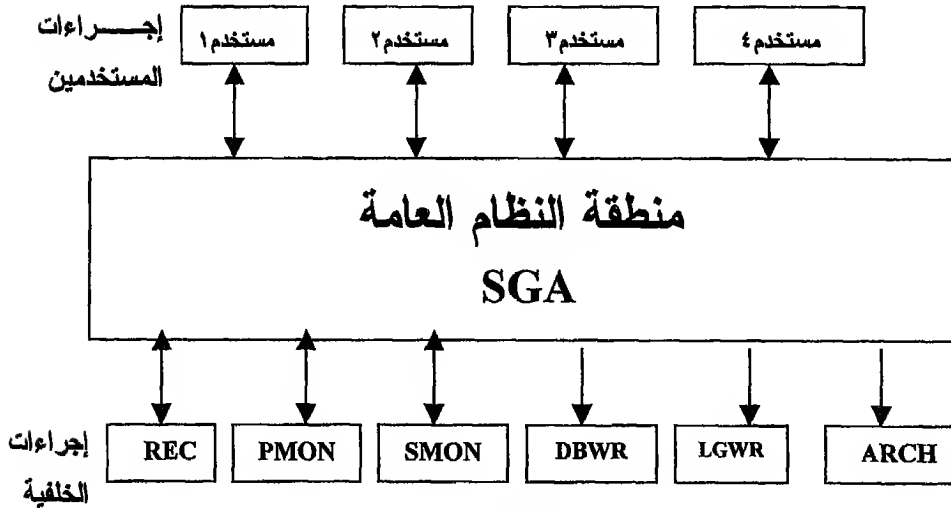 إجـــــراءات
المستخدمين
مستخدم١
مستخدم٢
مستخدم٣
مستخدم٤
منطقة النظام العامة
SGA
إجراءات
الخلفية
REC
PMON
SMON
DBWR
LGWR
ARCH